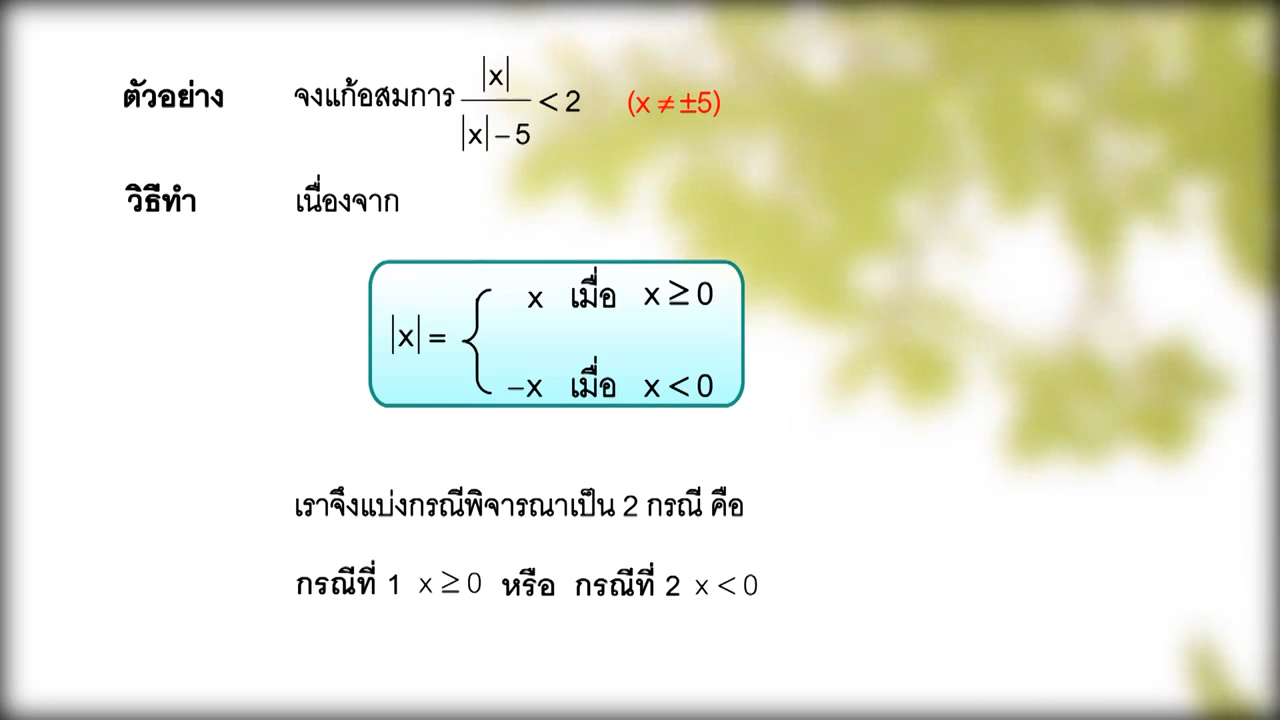 ตัวอย่าง จงแก้อสมการ |x| / (|x| – 5) < 2 (x ≠ ±5)
วิธีทำ เนื่องจาก
|x| = { x เมื่อ x ≥ 0
–x เมื่อ x < 0
เราจึงแบ่งกรณีพิจารณาเป็น 2 กรณี คือ
กรณีที่ 1 x ≥ 0 หรือ กรณีที่ 2 x < 0